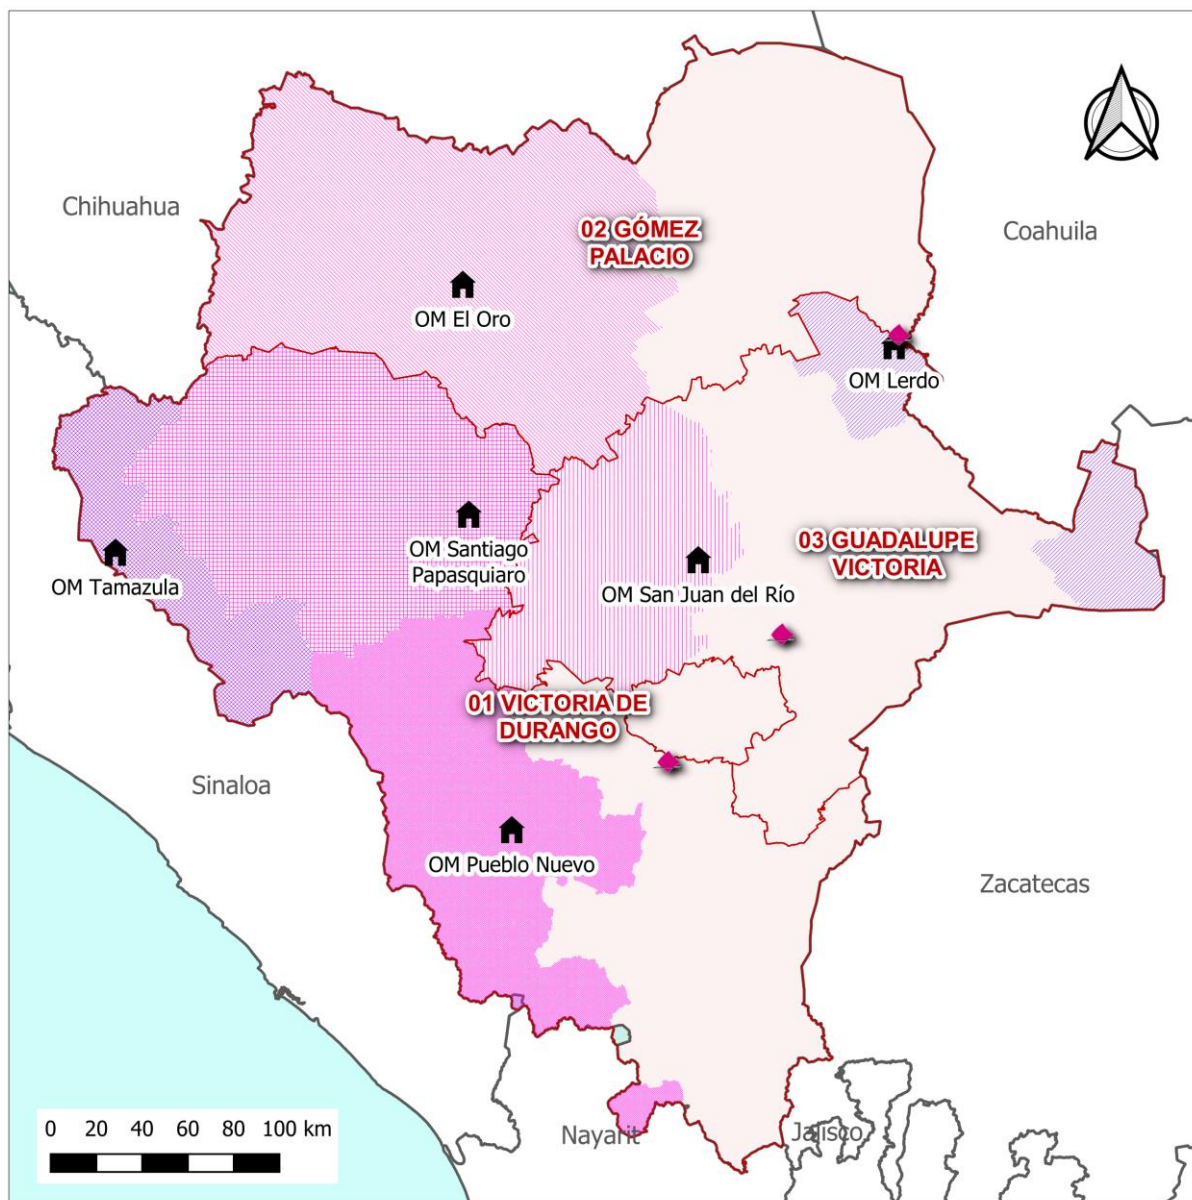 Chihuahua
02 GÓMEZ
PALACIO
Coahuila
OM El Oro
OM Lerdo
OM Santiago
Papasquiaro
03 GUADALUPE
VICTORIA
OM Tamazula
OM San Juan del Río
01 VICTORIA DE
DURANGO
Sinaloa
OM Pueblo Nuevo
Zacatecas
0 20 40 60 80 100 km
Nayarit
Jalisco